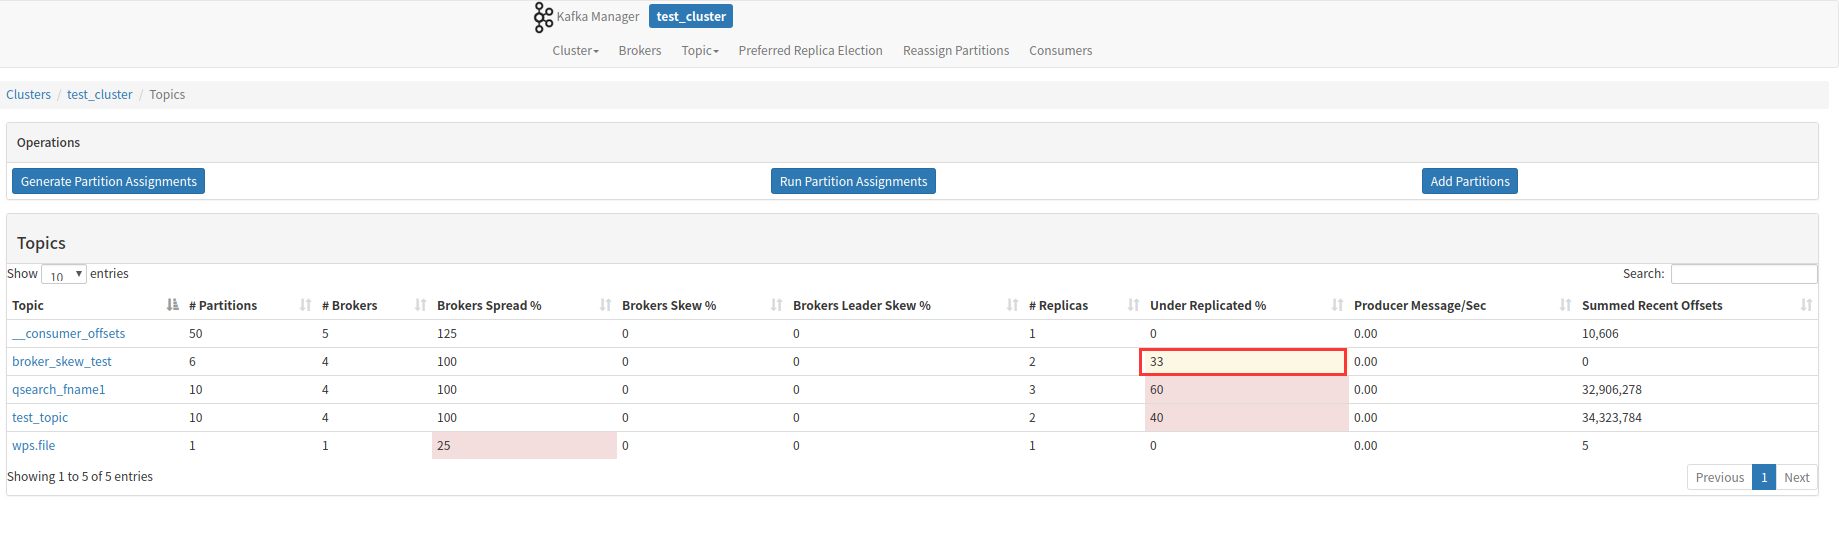 Kafka Manager test_cluster
Cluster Brokers Topic Preferred Replica Election Reassign Partitions Consumers
Clusters / test_cluster / Topics
Operations
Generate Partition Assignments Run Partition Assignments Add Partitions
Topics
Show 10 entries Search:
Topic # Partitions # Brokers Brokers Spread % Brokers Skew % Brokers Leader Skew % # Replicas Under Replicated % Producer Message/Sec Summed Recent Offsets
__consumer_offsets 50 5 125 0 0 1 0 0.00 10,606
broker_skew_test 6 4 100 0 0 2 33 0.00 0
qsearch_fname1 10 4 100 0 0 3 60 0.00 32,906,278
test_topic 10 4 100 0 0 2 40 0.00 34,323,784
wps.file 1 1 25 0 0 1 0 0.00 5
Showing 1 to 5 of 5 entries Previous 1 Next